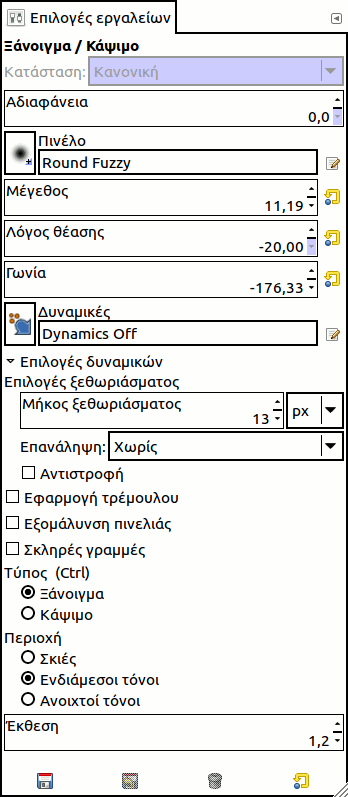 Επιλογές εργαλείων
Ξάνοιγμα / Κάψιμο
Κατάσταση: Κανονική
Αδιαφάνεια
0,0
Πινέλο
Round Fuzzy
Μέγεθος
11,19
Λόγος θέασης
-20,00
Γωνία
-176,33
Δυναμικές
Dynamics Off
Επιλογές δυναμικών
Επιλογές ξεθωριάσματος
Μήκος ξεθωριάσματος
13 px
Επανάληψη: Χωρίς
Αντιστροφή
Εφαρμογή τρέμουλου
Εξομάλυνση πινελιάς
Σκληρές γραμμές
Τύπος (Ctrl)
Ξάνοιγμα
Κάψιμο
Περιοχή
Σκιές
Ενδιάμεσοι τόνοι
Ανοιχτοί τόνοι
Έκθεση
1,2